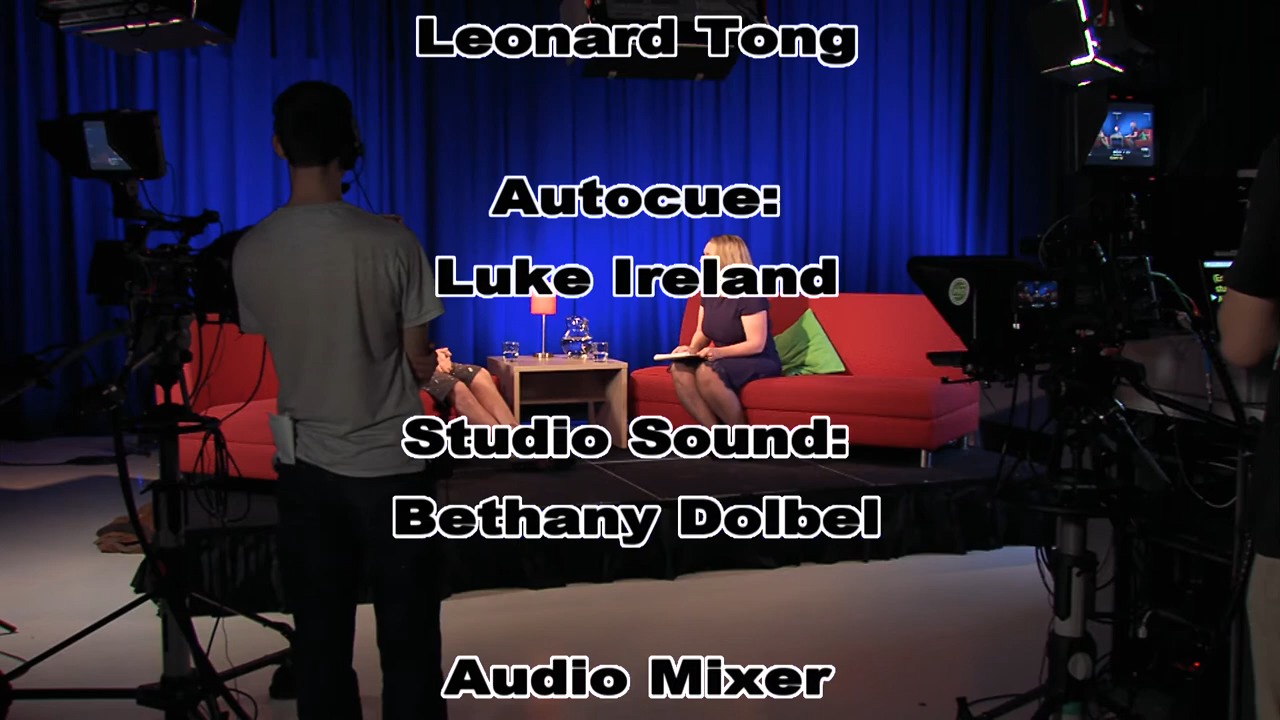 Leonard Tong
Autocue:
Luke Ireland
Studio Sound:
Bethany Dolbel
Audio Mixer